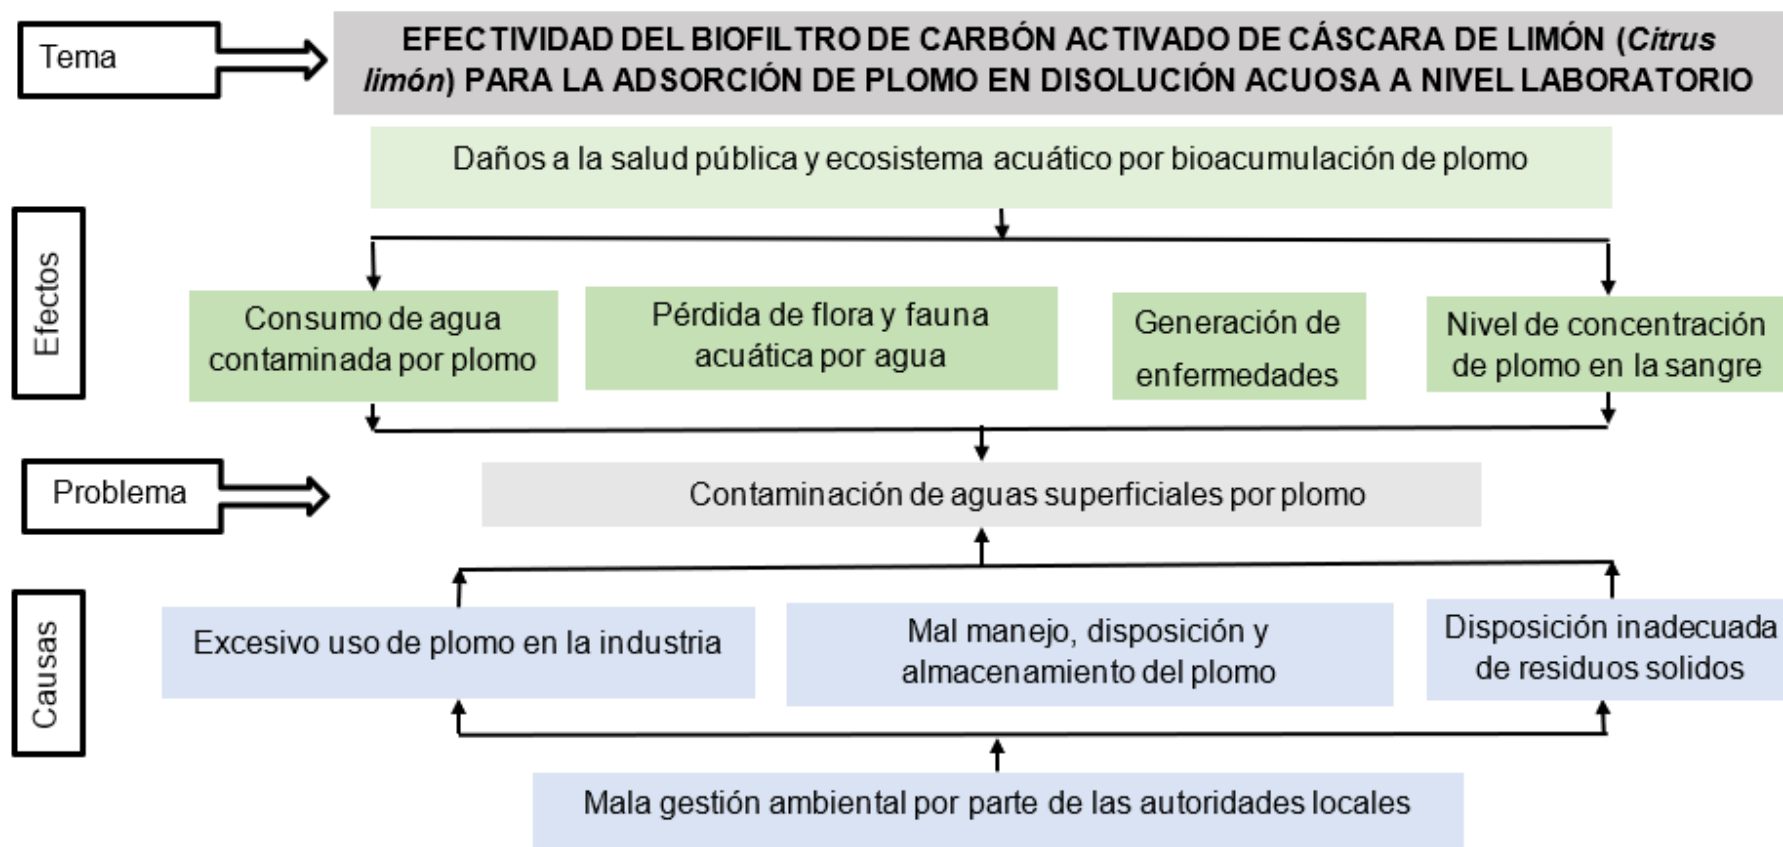 Tema
EFECTIVIDAD DEL BIOFILTRO DE CARBÓN ACTIVADO DE CÁSCARA DE LIMÓN (Citrus
limón) PARA LA ADSORCIÓN DE PLOMO EN DISOLUCIÓN ACUOSA A NIVEL LABORATORIO
Daños a la salud pública y ecosistema acuático por bioacumulación de plomo
Efectos
Consumo de agua
contaminada por plomo
Pérdida de flora y fauna
acuática por agua
Generación de
enfermedades
Nivel de concentración
de plomo en la sangre
Problema
Contaminación de aguas superficiales por plomo
Causas
Excesivo uso de plomo en la industria
Mal manejo, disposición y
almacenamiento del plomo
Disposición inadecuada
de residuos solidos
Mala gestión ambiental por parte de las autoridades locales